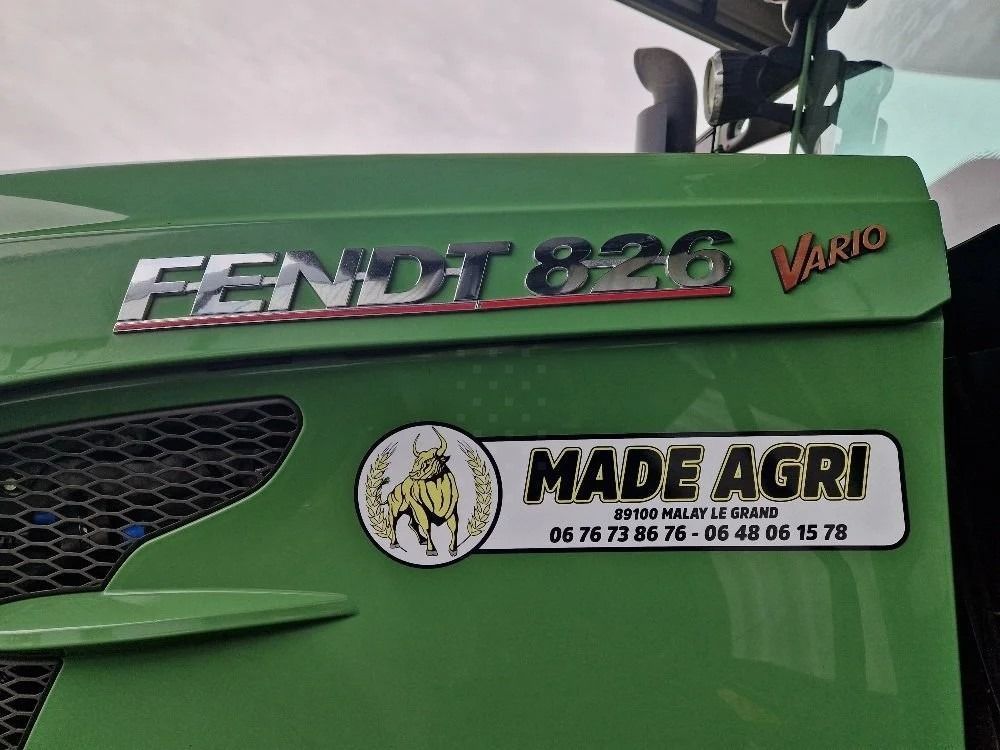 FENDT 826 VARIO
MADE AGRI
89100 MALAY LE GRAND
06 76 73 86 76 - 06 48 06 15 78